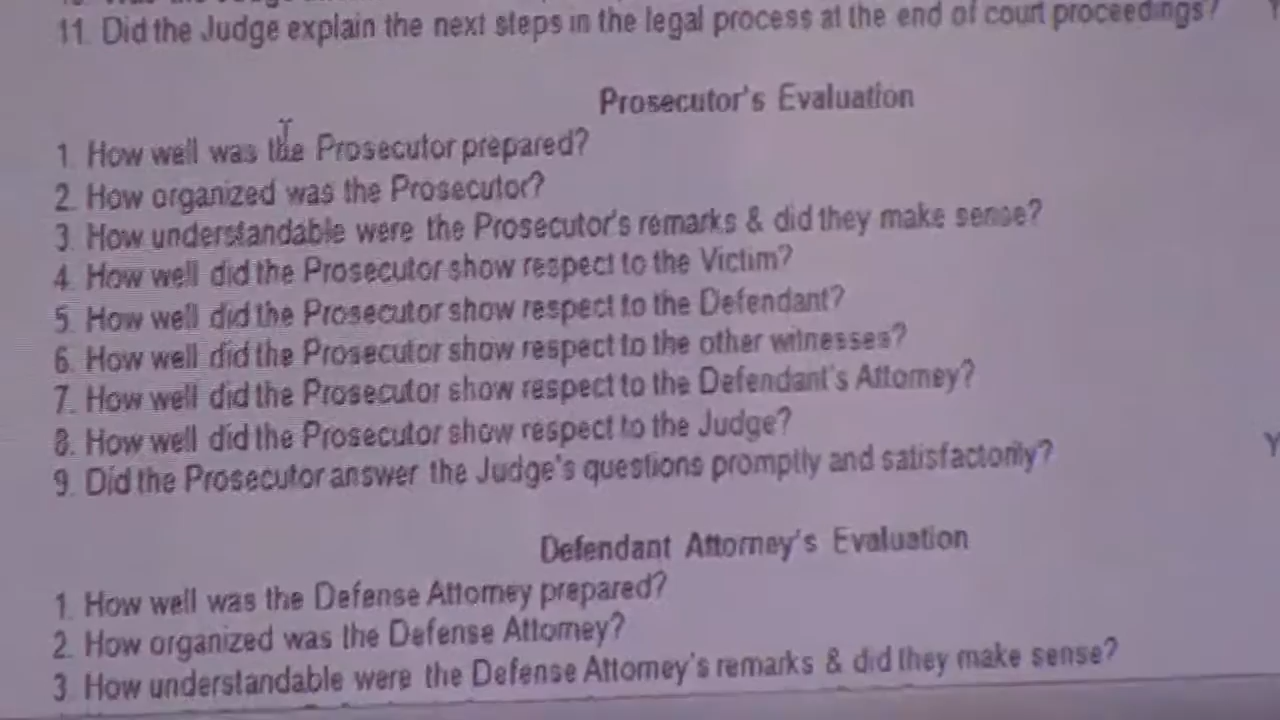 11. Did the Judge explain the next steps in the legal process at the end of court proceedings?
Prosecutor's Evaluation
1. How well was the Prosecutor prepared?
2. How organized was the Prosecutor?
3. How understandable were the Prosecutor's remarks & did they make sense?
4. How well did the Prosecutor show respect to the Victim?
5. How well did the Prosecutor show respect to the Defendant?
6. How well did the Prosecutor show respect to the other witnesses?
7. How well did the Prosecutor show respect to the Defendant's Attorney?
8. How well did the Prosecutor show respect to the Judge?
9. Did the Prosecutor answer the Judge's questions promptly and satisfactorily?
Defendant Attorney's Evaluation
1. How well was the Defense Attorney prepared?
2. How organized was the Defense Attorney?
3. How understandable were the Defense Attorney's remarks & did they make sense?